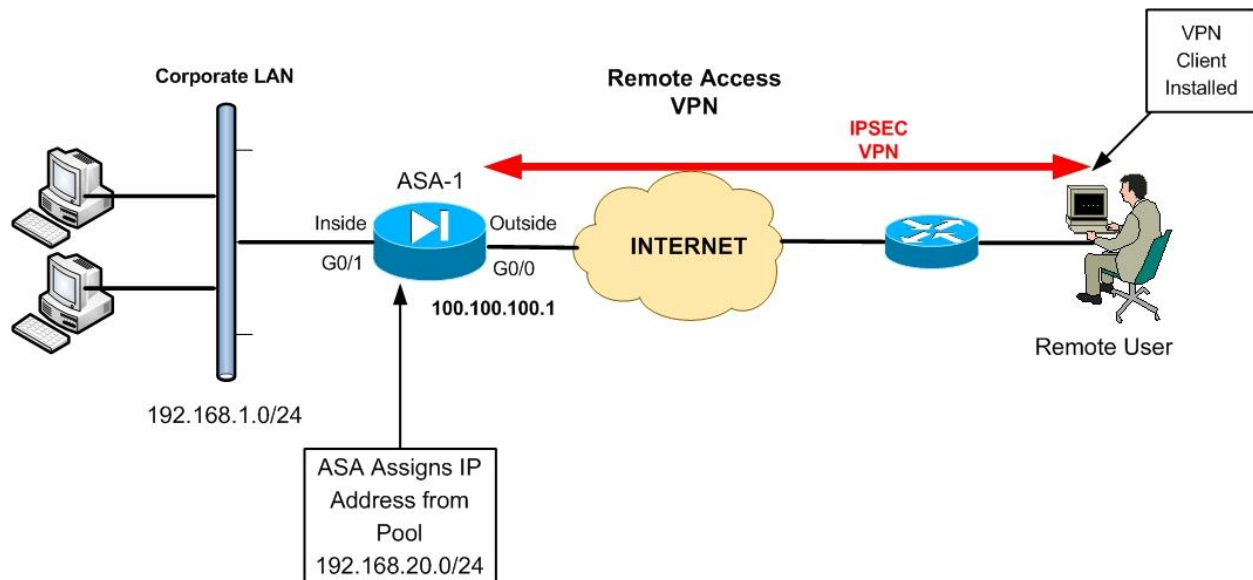 VPN
Client
Installed
Corporate LAN
Remote Access
VPN
IPSEC
VPN
ASA-1
Inside
Outside
G0/1
G0/0
INTERNET
100.100.100.1
Remote User
192.168.1.0/24
ASA Assigns IP
Address from
Pool
192.168.20.0/24